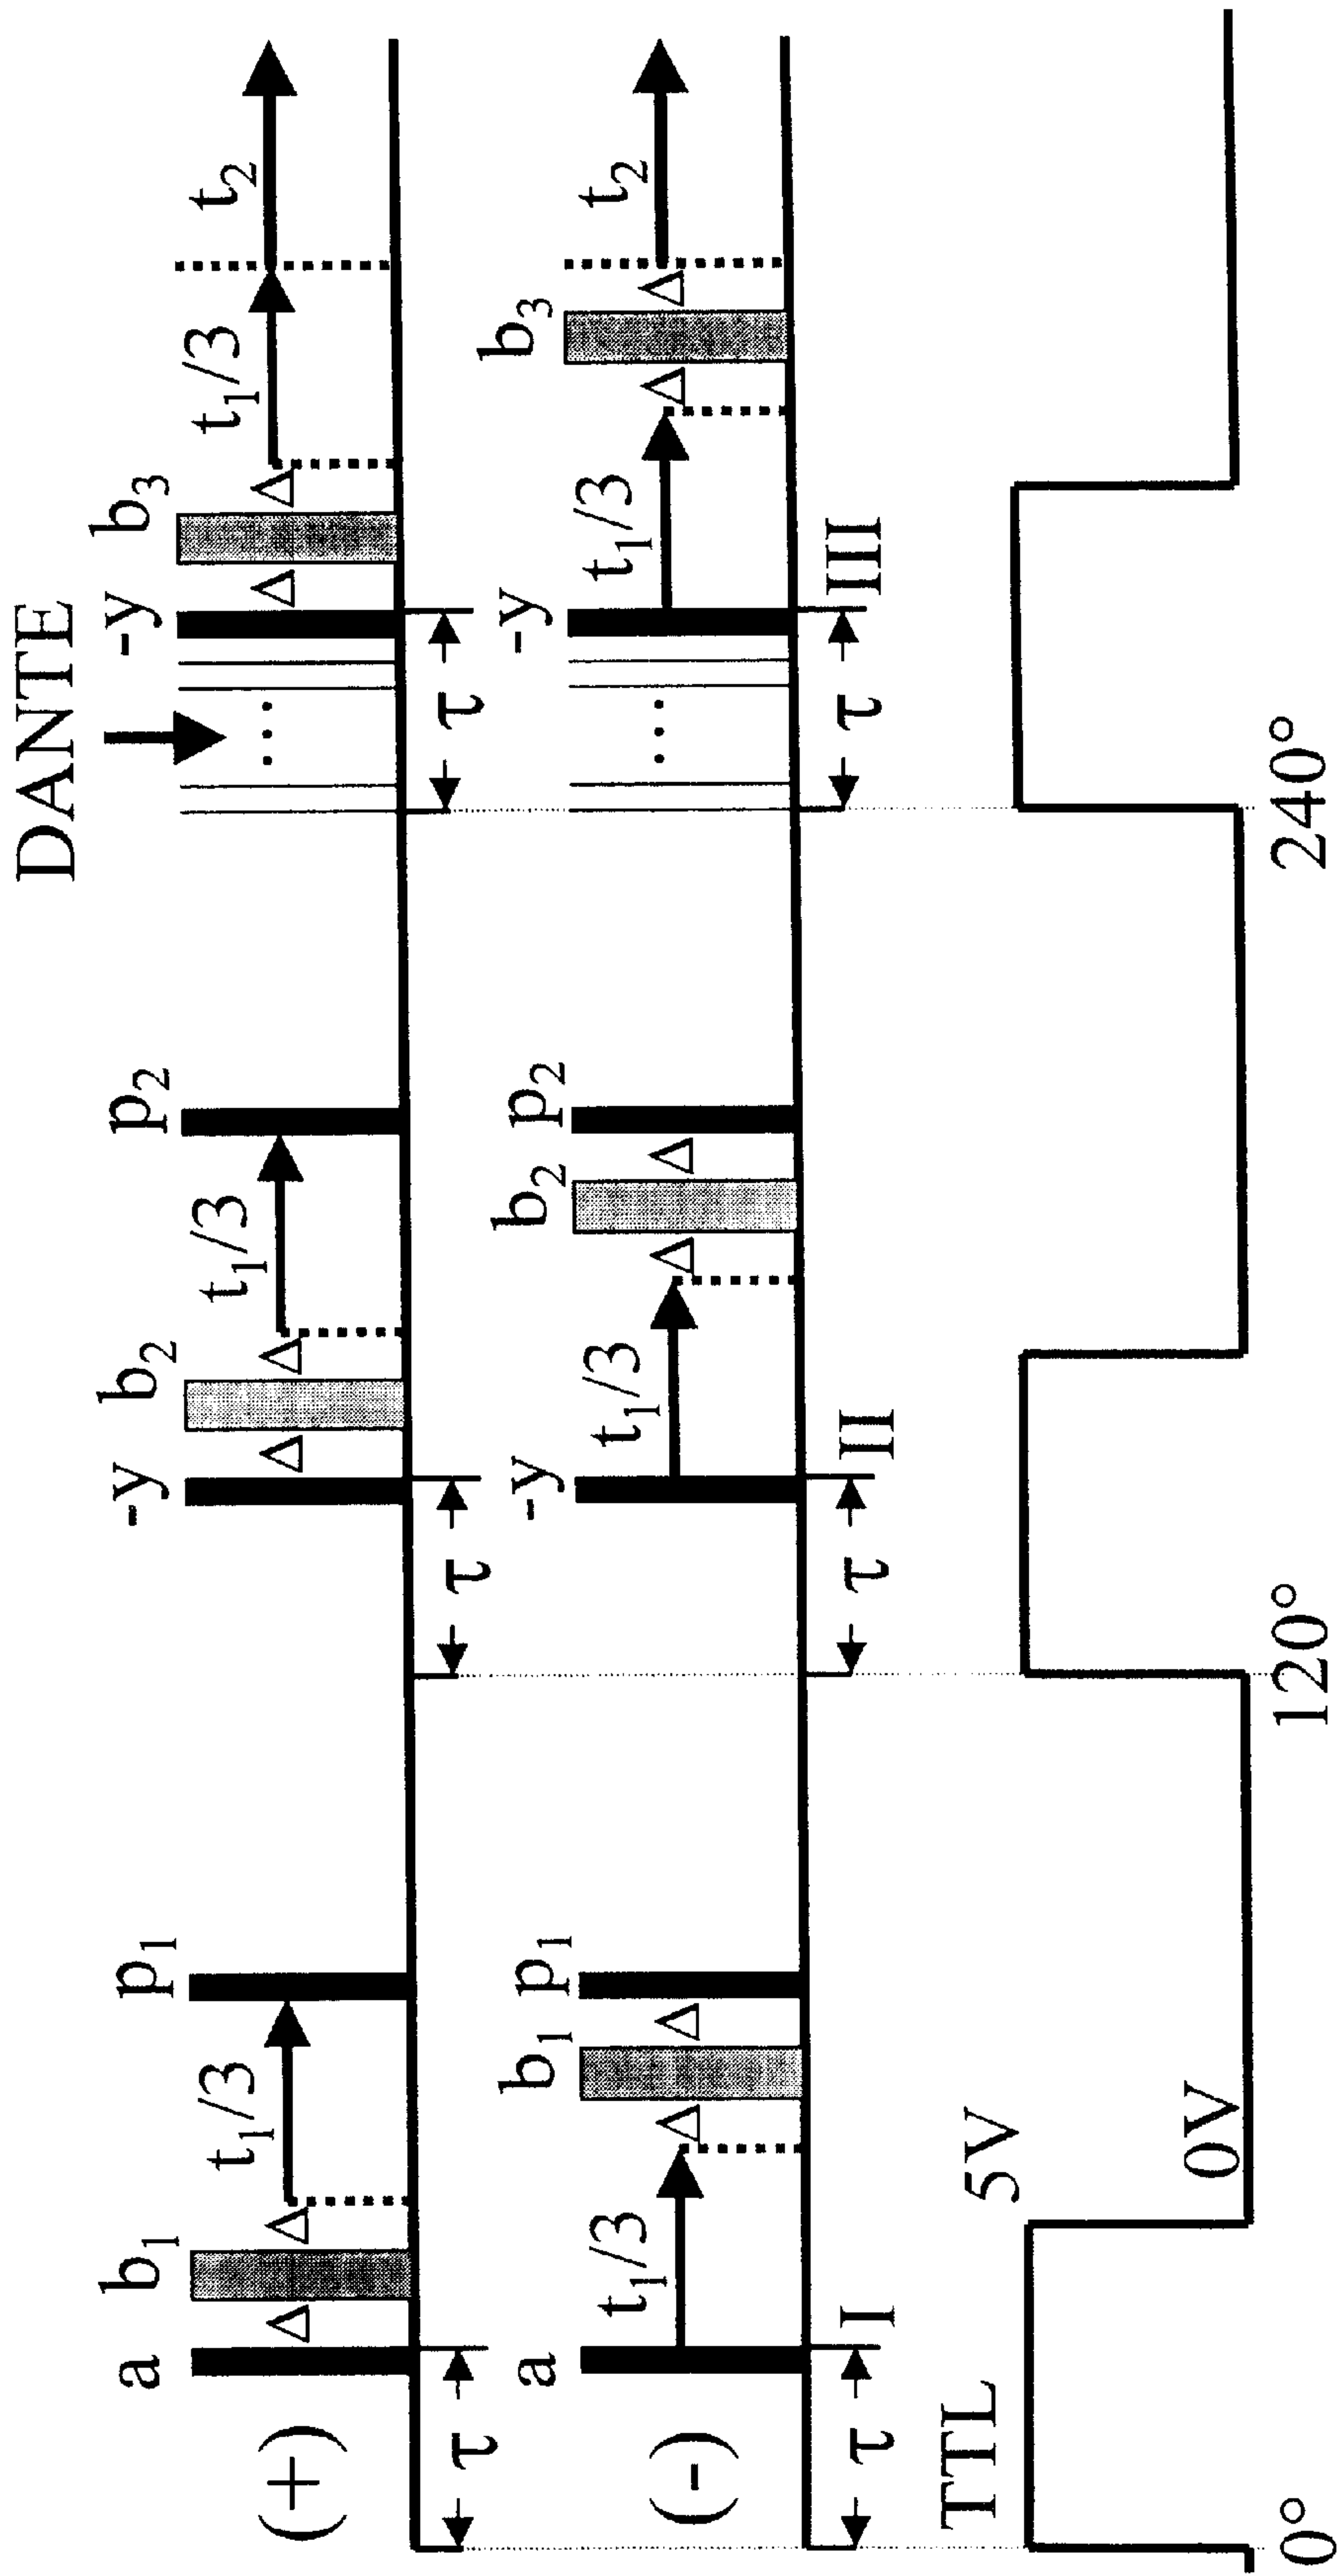 DANTE
(+) a Δ b₁ Δ t₁/3 p₁ -y Δ b₂ Δ t₁/3 p₂ ... -y Δ b₃ Δ t₁/3 t₂
τ τ τ
(-) a t₁/3 Δ b₁ Δ p₁ -y t₁/3 Δ b₂ Δ p₂ ... -y t₁/3 Δ b₃ Δ t₂
τ I τ II τ III
TTL 5V 0V
0° 120° 240°